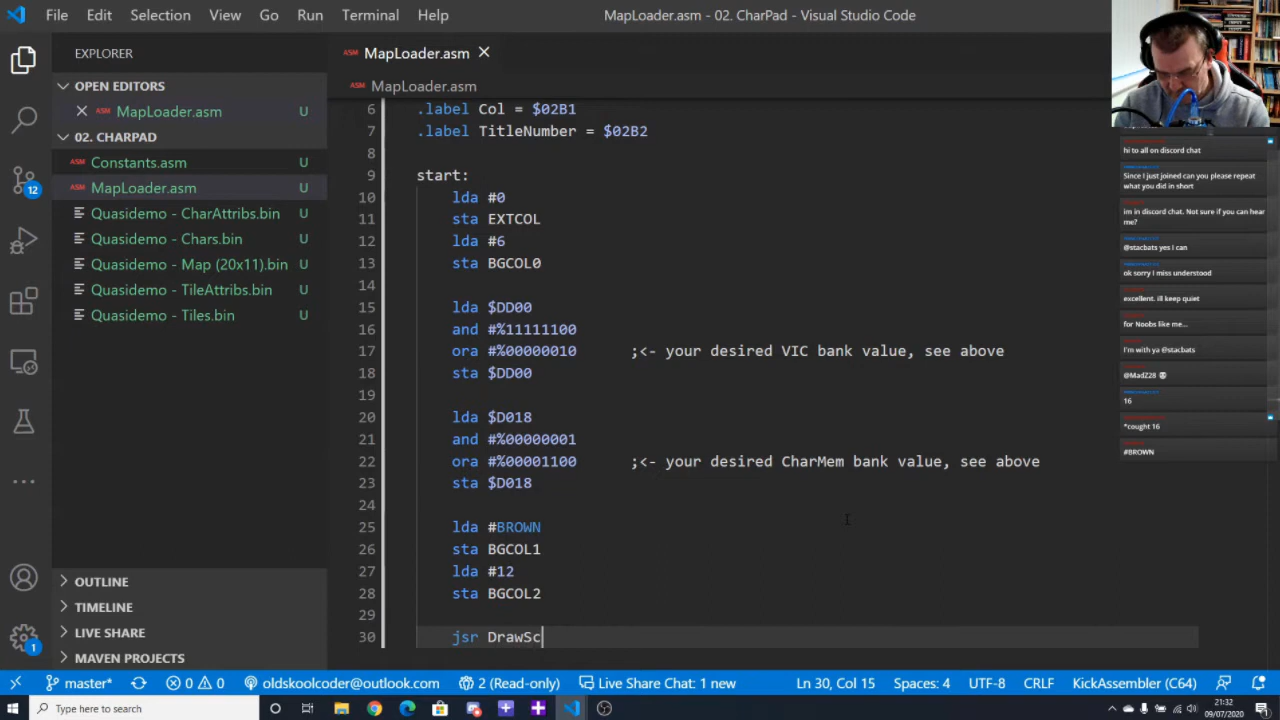 File Edit Selection View Go Run Terminal Help
MapLoader.asm - 02. CharPad - Visual Studio Code
EXPLORER
OPEN EDITORS
ASM MapLoader.asm U
02. CHARPAD
ASM Constants.asm U
ASM MapLoader.asm U
Quasidemo - CharAttribs.bin U
Quasidemo - Chars.bin U
Quasidemo - Map (20x11).bin U
Quasidemo - TileAttribs.bin U
Quasidemo - Tiles.bin U
12
OUTLINE
TIMELINE
LIVE SHARE
MAVEN PROJECTS
1
ASM MapLoader.asm
ASM MapLoader.asm
6 .label Col = $02B1
7 .label TitleNumber = $02B2
8
9 start:
10 lda #0
11 sta EXTCOL
12 lda #6
13 sta BGCOL0
14
15 lda $DD00
16 and #%11111100
17 ora #%00000010 ;<- your desired VIC bank value, see above
18 sta $DD00
19
20 lda $D018
21 and #%00000001
22 ora #%00001100 ;<- your desired CharMem bank value, see above
23 sta $D018
24
25 lda #BROWN
26 sta BGCOL1
27 lda #12
28 sta BGCOL2
29
30 jsr DrawSc
hi to all on discord chat
Since I just joined can you please repeat
what you did in short
im in discord chat. Not sure if you can hear
me?
@stacbats yes I can
ok sorry I miss understood
excellent. ill keep quiet
for Noobs like me...
I'm with ya @stacbats
@MadZ28
16
*cought 16
#BROWN
master* 0 0 oldskoolcoder@outlook.com 2 (Read-only) Live Share Chat: 1 new Ln 30, Col 15 Spaces: 4 UTF-8 CRLF KickAssembler (C64)
Type here to search
21:32
09/07/2020